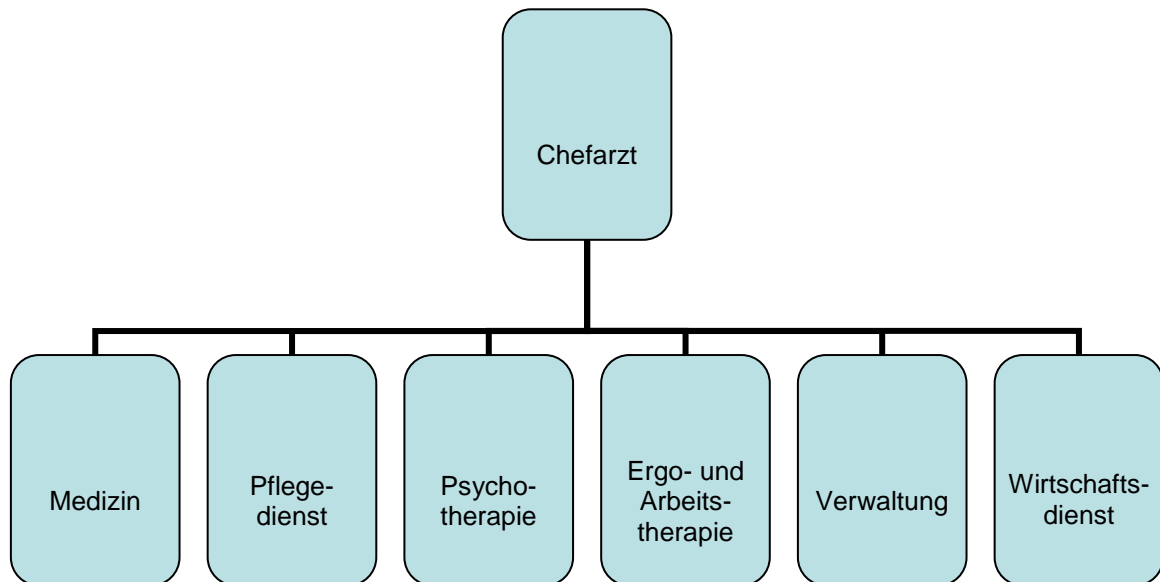 Chefarzt
Medizin
Pflege-
dienst
Psycho-
therapie
Ergo- und
Arbeits-
therapie
Verwaltung
Wirtschafts-
dienst